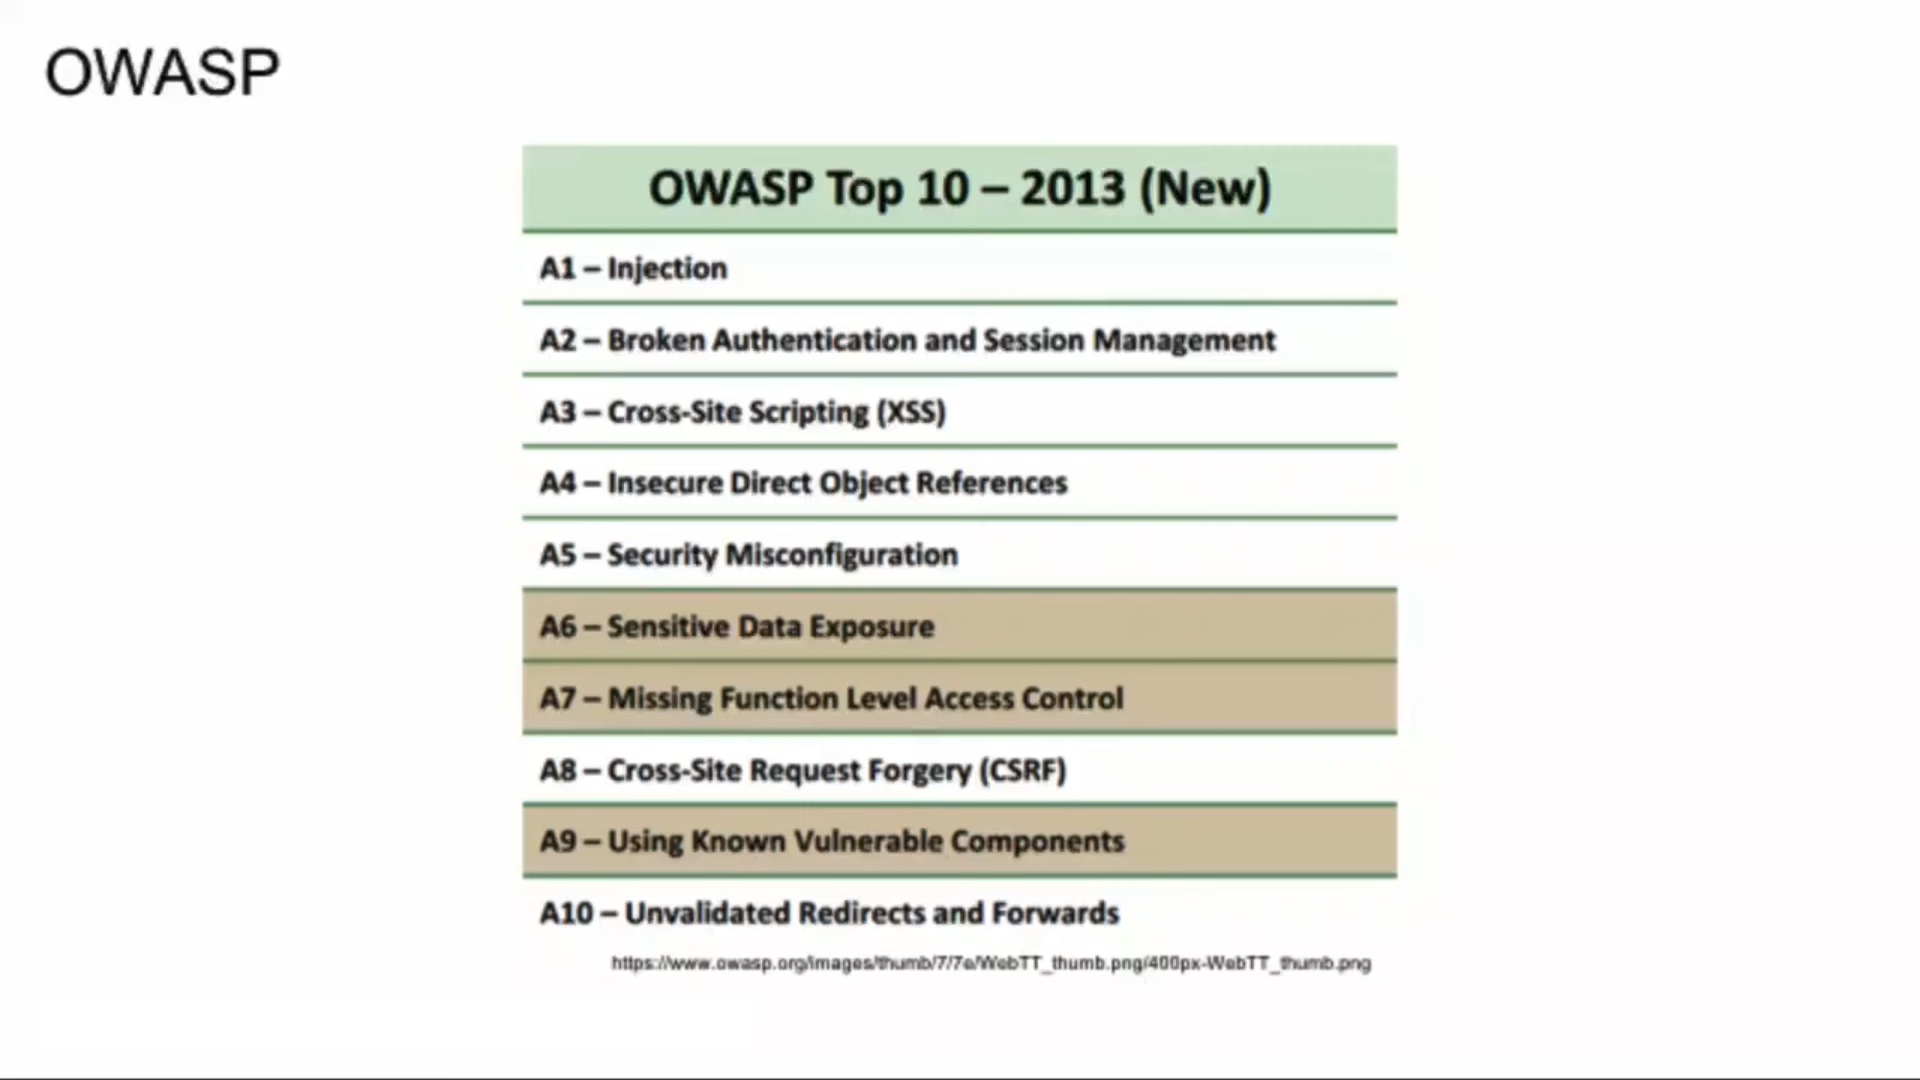 OWASP
OWASP Top 10 – 2013 (New)
A1 – Injection
A2 – Broken Authentication and Session Management
A3 – Cross-Site Scripting (XSS)
A4 – Insecure Direct Object References
A5 – Security Misconfiguration
A6 – Sensitive Data Exposure
A7 – Missing Function Level Access Control
A8 – Cross-Site Request Forgery (CSRF)
A9 – Using Known Vulnerable Components
A10 – Unvalidated Redirects and Forwards
https://www.owasp.org/images/thumb/7/7e/WebTT_thumb.png/400px-WebTT_thumb.png